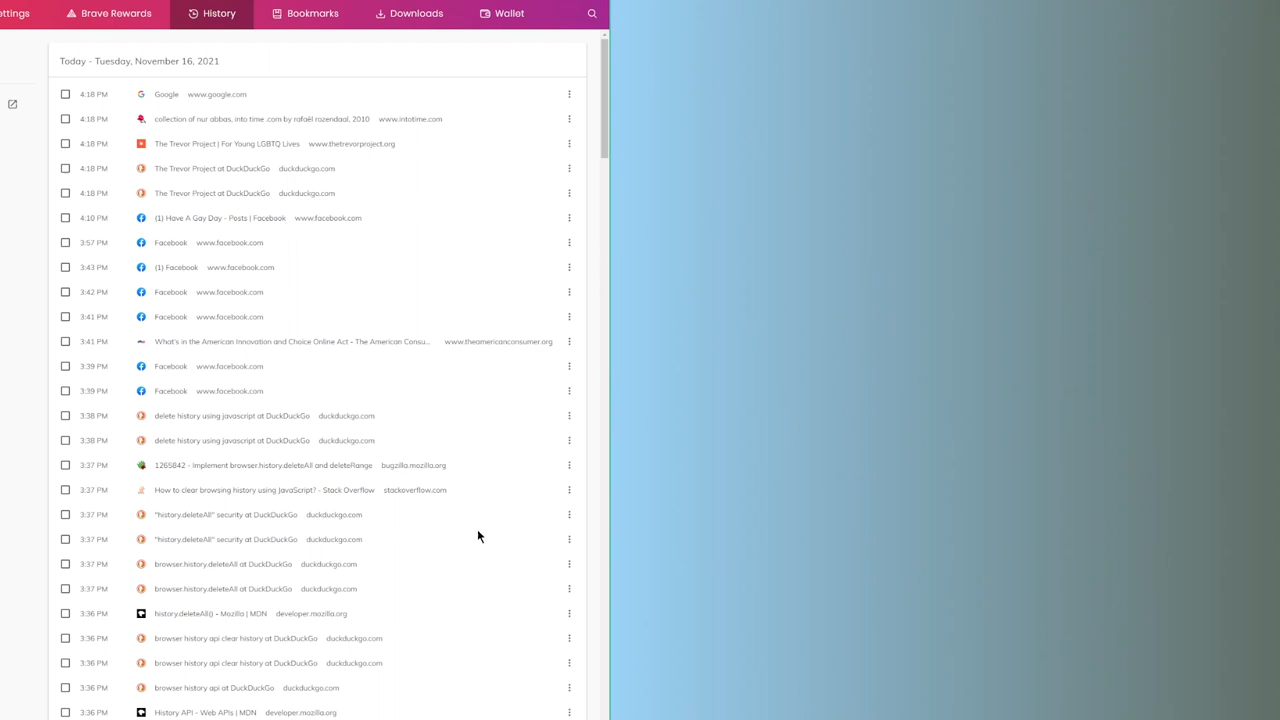 ettings Brave Rewards History Bookmarks Downloads Wallet
Today - Tuesday, November 16, 2021
4:18 PM Google www.google.com
4:18 PM collection of nur abbas, into time .com by rafaël rozendaal, 2010 www.intotime.com
4:18 PM The Trevor Project | For Young LGBTQ Lives www.thetrevorproject.org
4:18 PM The Trevor Project at DuckDuckGo duckduckgo.com
4:18 PM The Trevor Project at DuckDuckGo duckduckgo.com
4:10 PM (1) Have A Gay Day - Posts | Facebook www.facebook.com
3:57 PM Facebook www.facebook.com
3:43 PM (1) Facebook www.facebook.com
3:42 PM Facebook www.facebook.com
3:41 PM Facebook www.facebook.com
3:41 PM What's in the American Innovation and Choice Online Act - The American Consu... www.theamericanconsumer.org
3:39 PM Facebook www.facebook.com
3:39 PM Facebook www.facebook.com
3:38 PM delete history using javascript at DuckDuckGo duckduckgo.com
3:38 PM delete history using javascript at DuckDuckGo duckduckgo.com
3:37 PM 1265842 - Implement browser.history.deleteAll and deleteRange bugzilla.mozilla.org
3:37 PM How to clear browsing history using JavaScript? - Stack Overflow stackoverflow.com
3:37 PM "history.deleteAll" security at DuckDuckGo duckduckgo.com
3:37 PM "history.deleteAll" security at DuckDuckGo duckduckgo.com
3:37 PM browser.history.deleteAll at DuckDuckGo duckduckgo.com
3:37 PM browser.history.deleteAll at DuckDuckGo duckduckgo.com
3:36 PM history.deleteAll() - Mozilla | MDN developer.mozilla.org
3:36 PM browser history api clear history at DuckDuckGo duckduckgo.com
3:36 PM browser history api clear history at DuckDuckGo duckduckgo.com
3:36 PM browser history api at DuckDuckGo duckduckgo.com
3:36 PM History API - Web APIs | MDN developer.mozilla.org